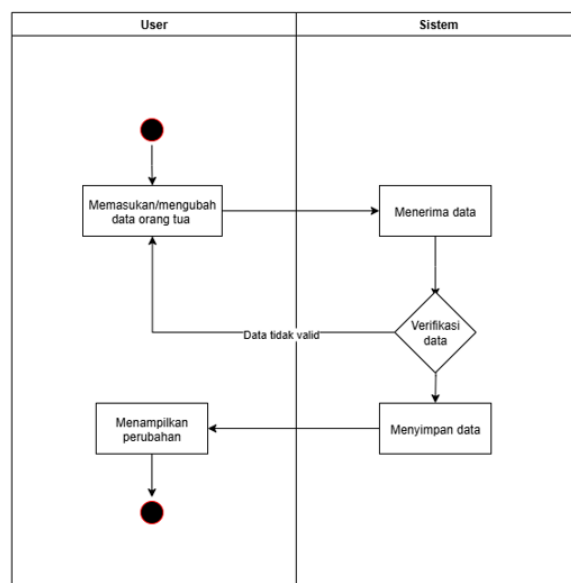 User
Sistem
Memasukan/mengubah
data orang tua
Menerima data
Verifikasi
data
Data tidak valid
Menampilkan
perubahan
Menyimpan data